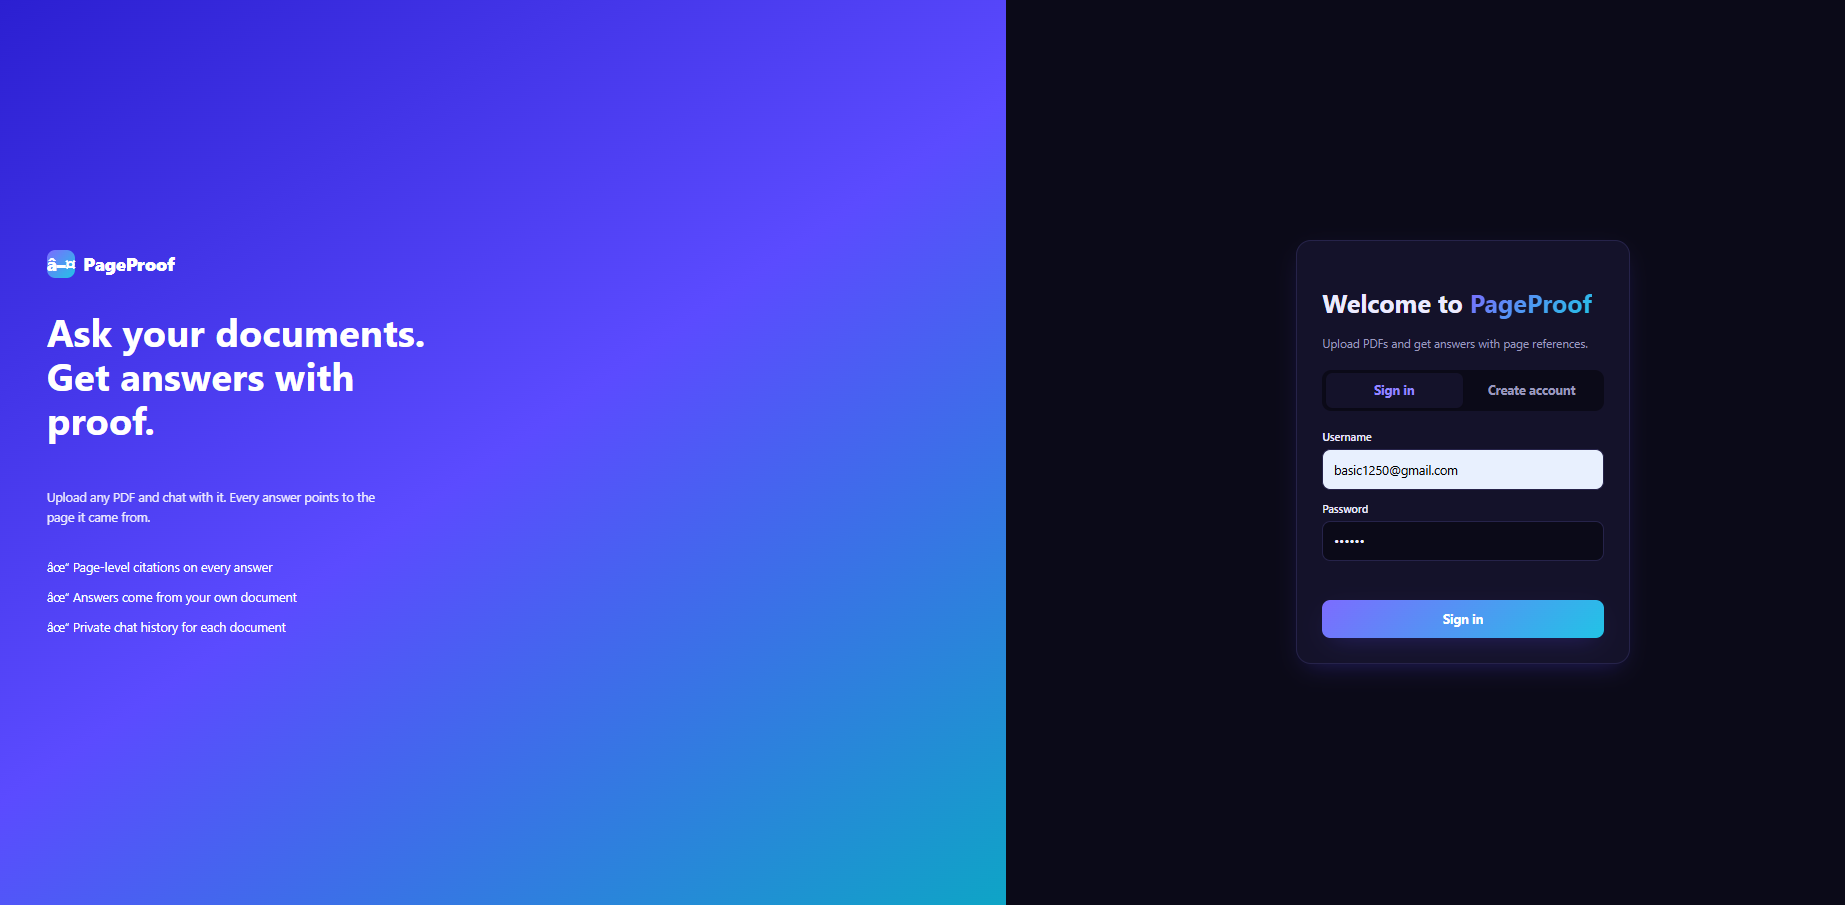 â–¤ PageProof
Ask your documents.
Get answers with
proof.
Upload any PDF and chat with it. Every answer points to the
page it came from.
âœ“ Page-level citations on every answer
âœ“ Answers come from your own document
âœ“ Private chat history for each document
Welcome to PageProof
Upload PDFs and get answers with page references.
Sign in Create account
Username
basic1250@gmail.com
Password
••••••
Sign in